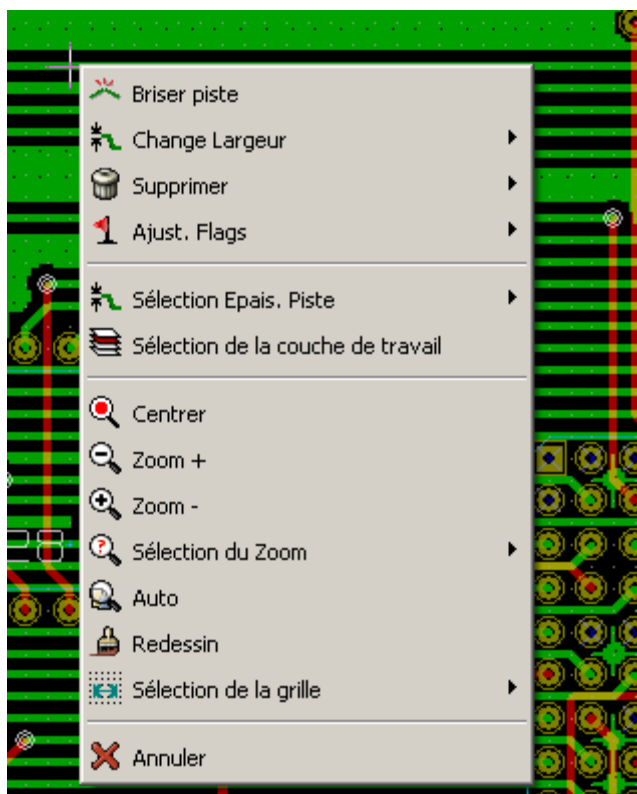 Briser piste
Change Largeur
Supprimer
Ajust. Flags
Sélection Epais. Piste
Sélection de la couche de travail
Centrer
Zoom +
Zoom -
Sélection du Zoom
Auto
Redessin
Sélection de la grille
Annuler